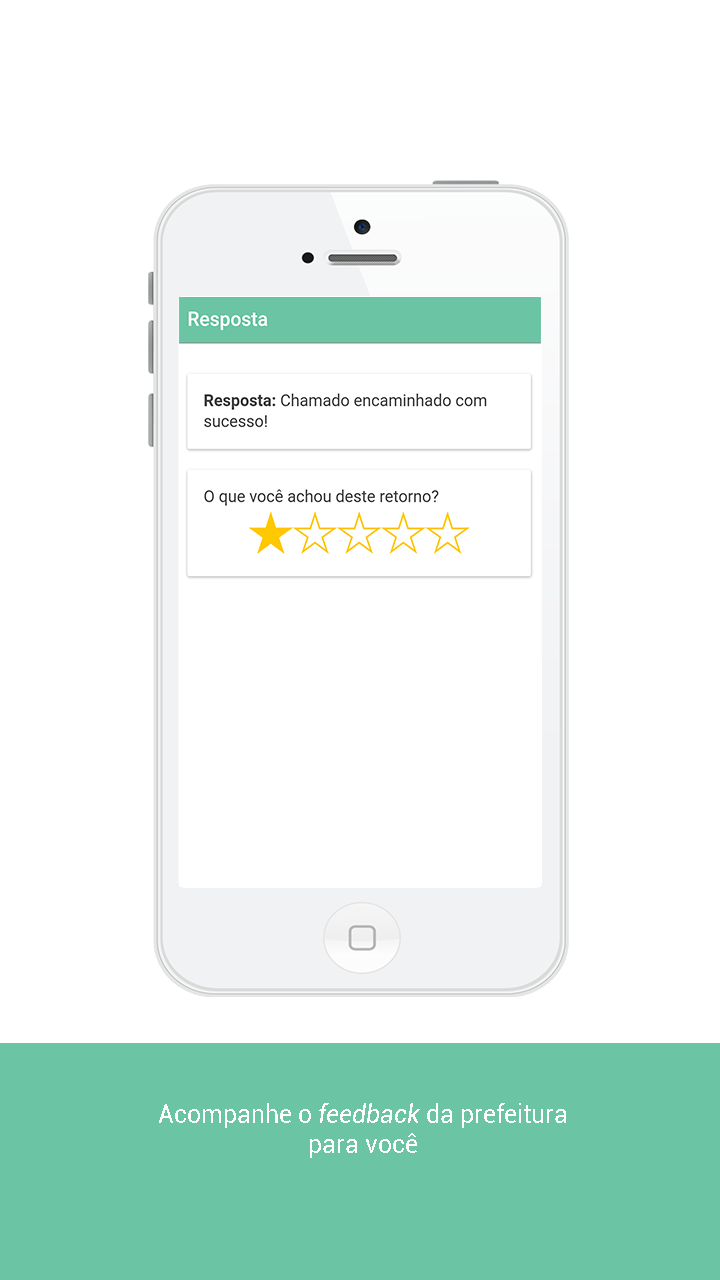 Resposta
Resposta: Chamado encaminhado com
sucesso!
O que você achou deste retorno?
Acompanhe o feedback da prefeitura
para você